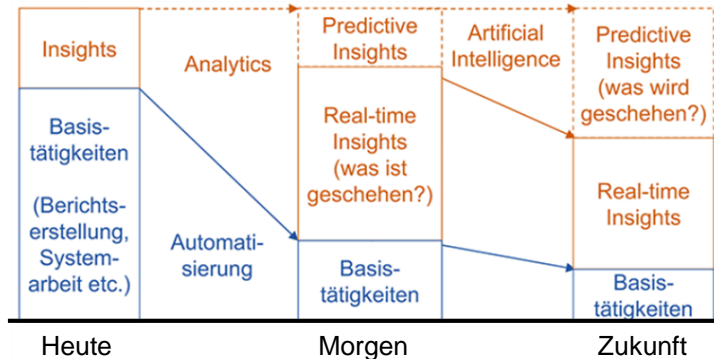 Insights
Basis-
tätigkeiten
(Berichts-
erstellung,
System-
arbeit etc.)
Analytics
Automati-
sierung
Predictive
Insights
Real-time
Insights
(was ist
geschehen?)
Basis-
tätigkeiten
Artificial
Intelligence
Predictive
Insights
(was wird
geschehen?)
Real-time
Insights
Basis-
tätigkeiten
Heute
Morgen
Zukunft